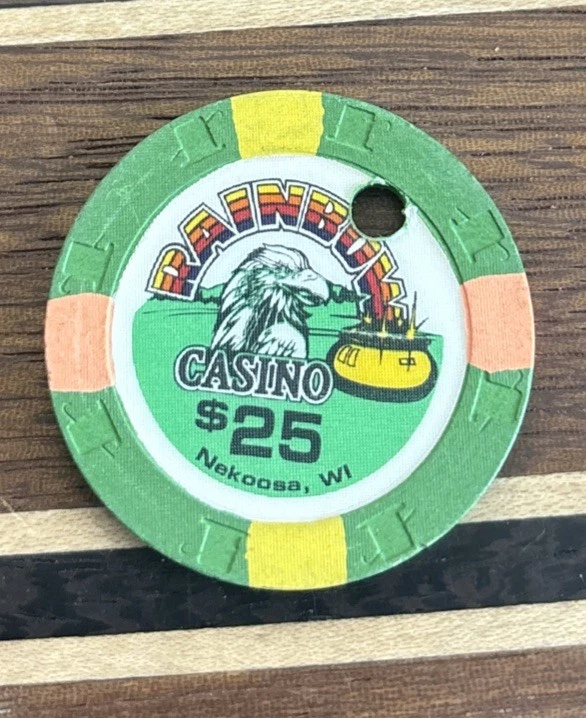 RAINBOW
CASINO
$25
Nekoosa, WI